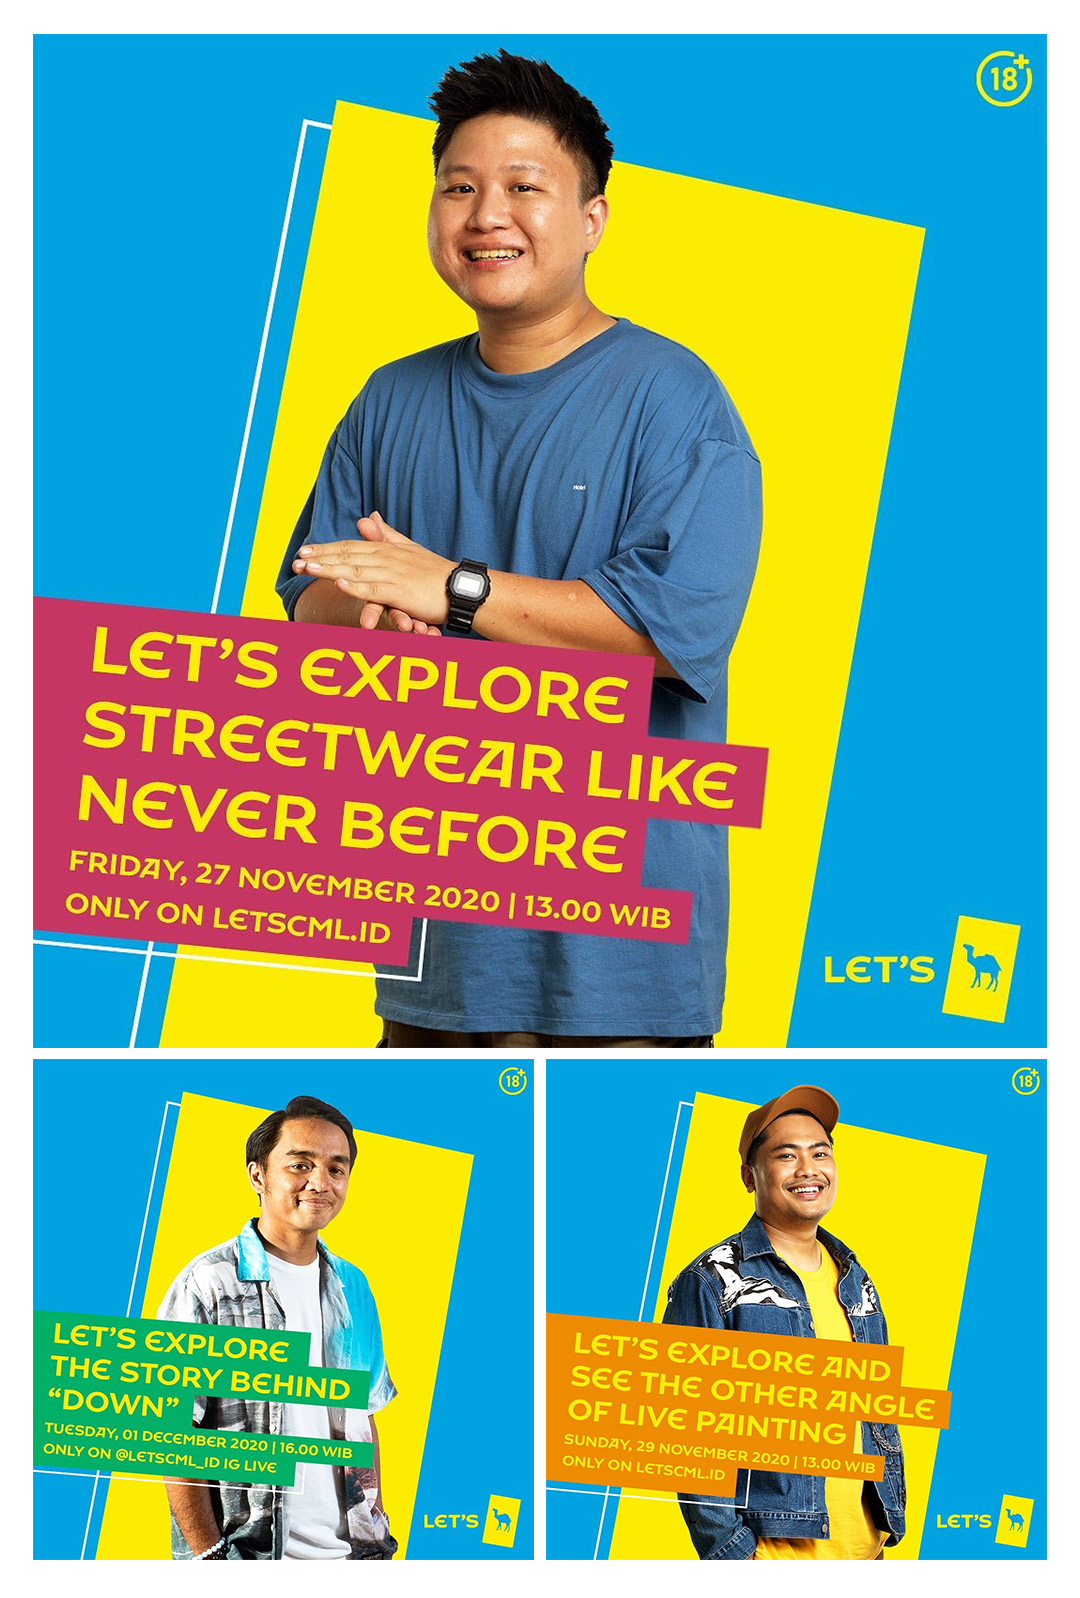 18+
LET'S EXPLORE
STREETWEAR LIKE
NEVER BEFORE
FRIDAY, 27 NOVEMBER 2020 | 13.00 WIB
ONLY ON LETSCML.ID
LET'S
18+
LET'S EXPLORE
THE STORY BEHIND
“DOWN”
TUESDAY, 01 DECEMBER 2020 | 16.00 WIB
ONLY ON @LETSCML_ID IG LIVE
LET'S
18+
LET'S EXPLORE AND
SEE THE OTHER ANGLE
OF LIVE PAINTING
SUNDAY, 29 NOVEMBER 2020 | 13.00 WIB
ONLY ON LETSCML.ID
LET'S